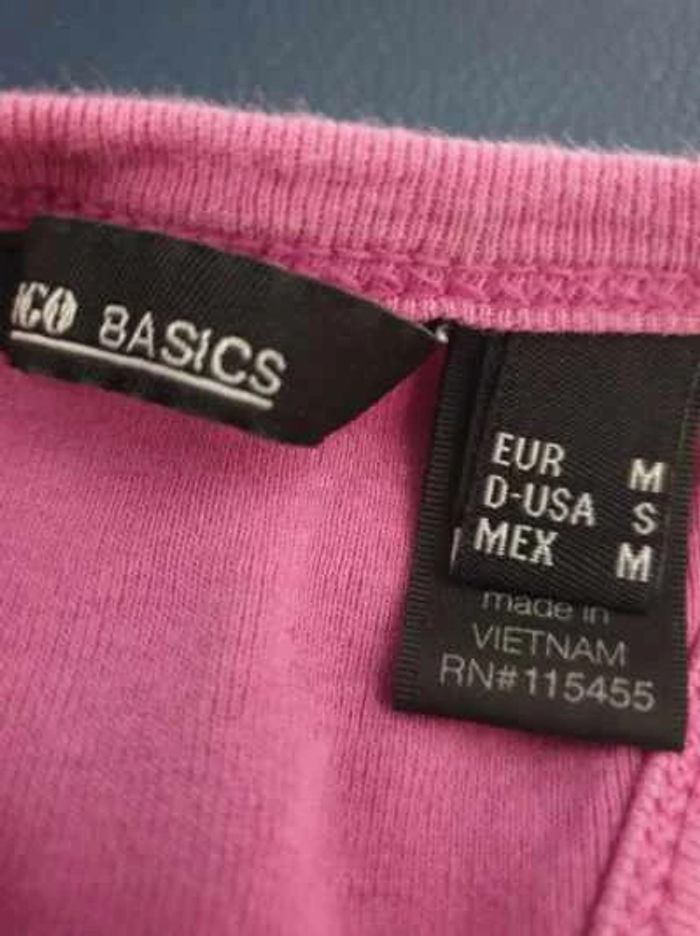 BASICS
EUR M
D-USA S
MEX M
made in
VIETNAM
RN#115455